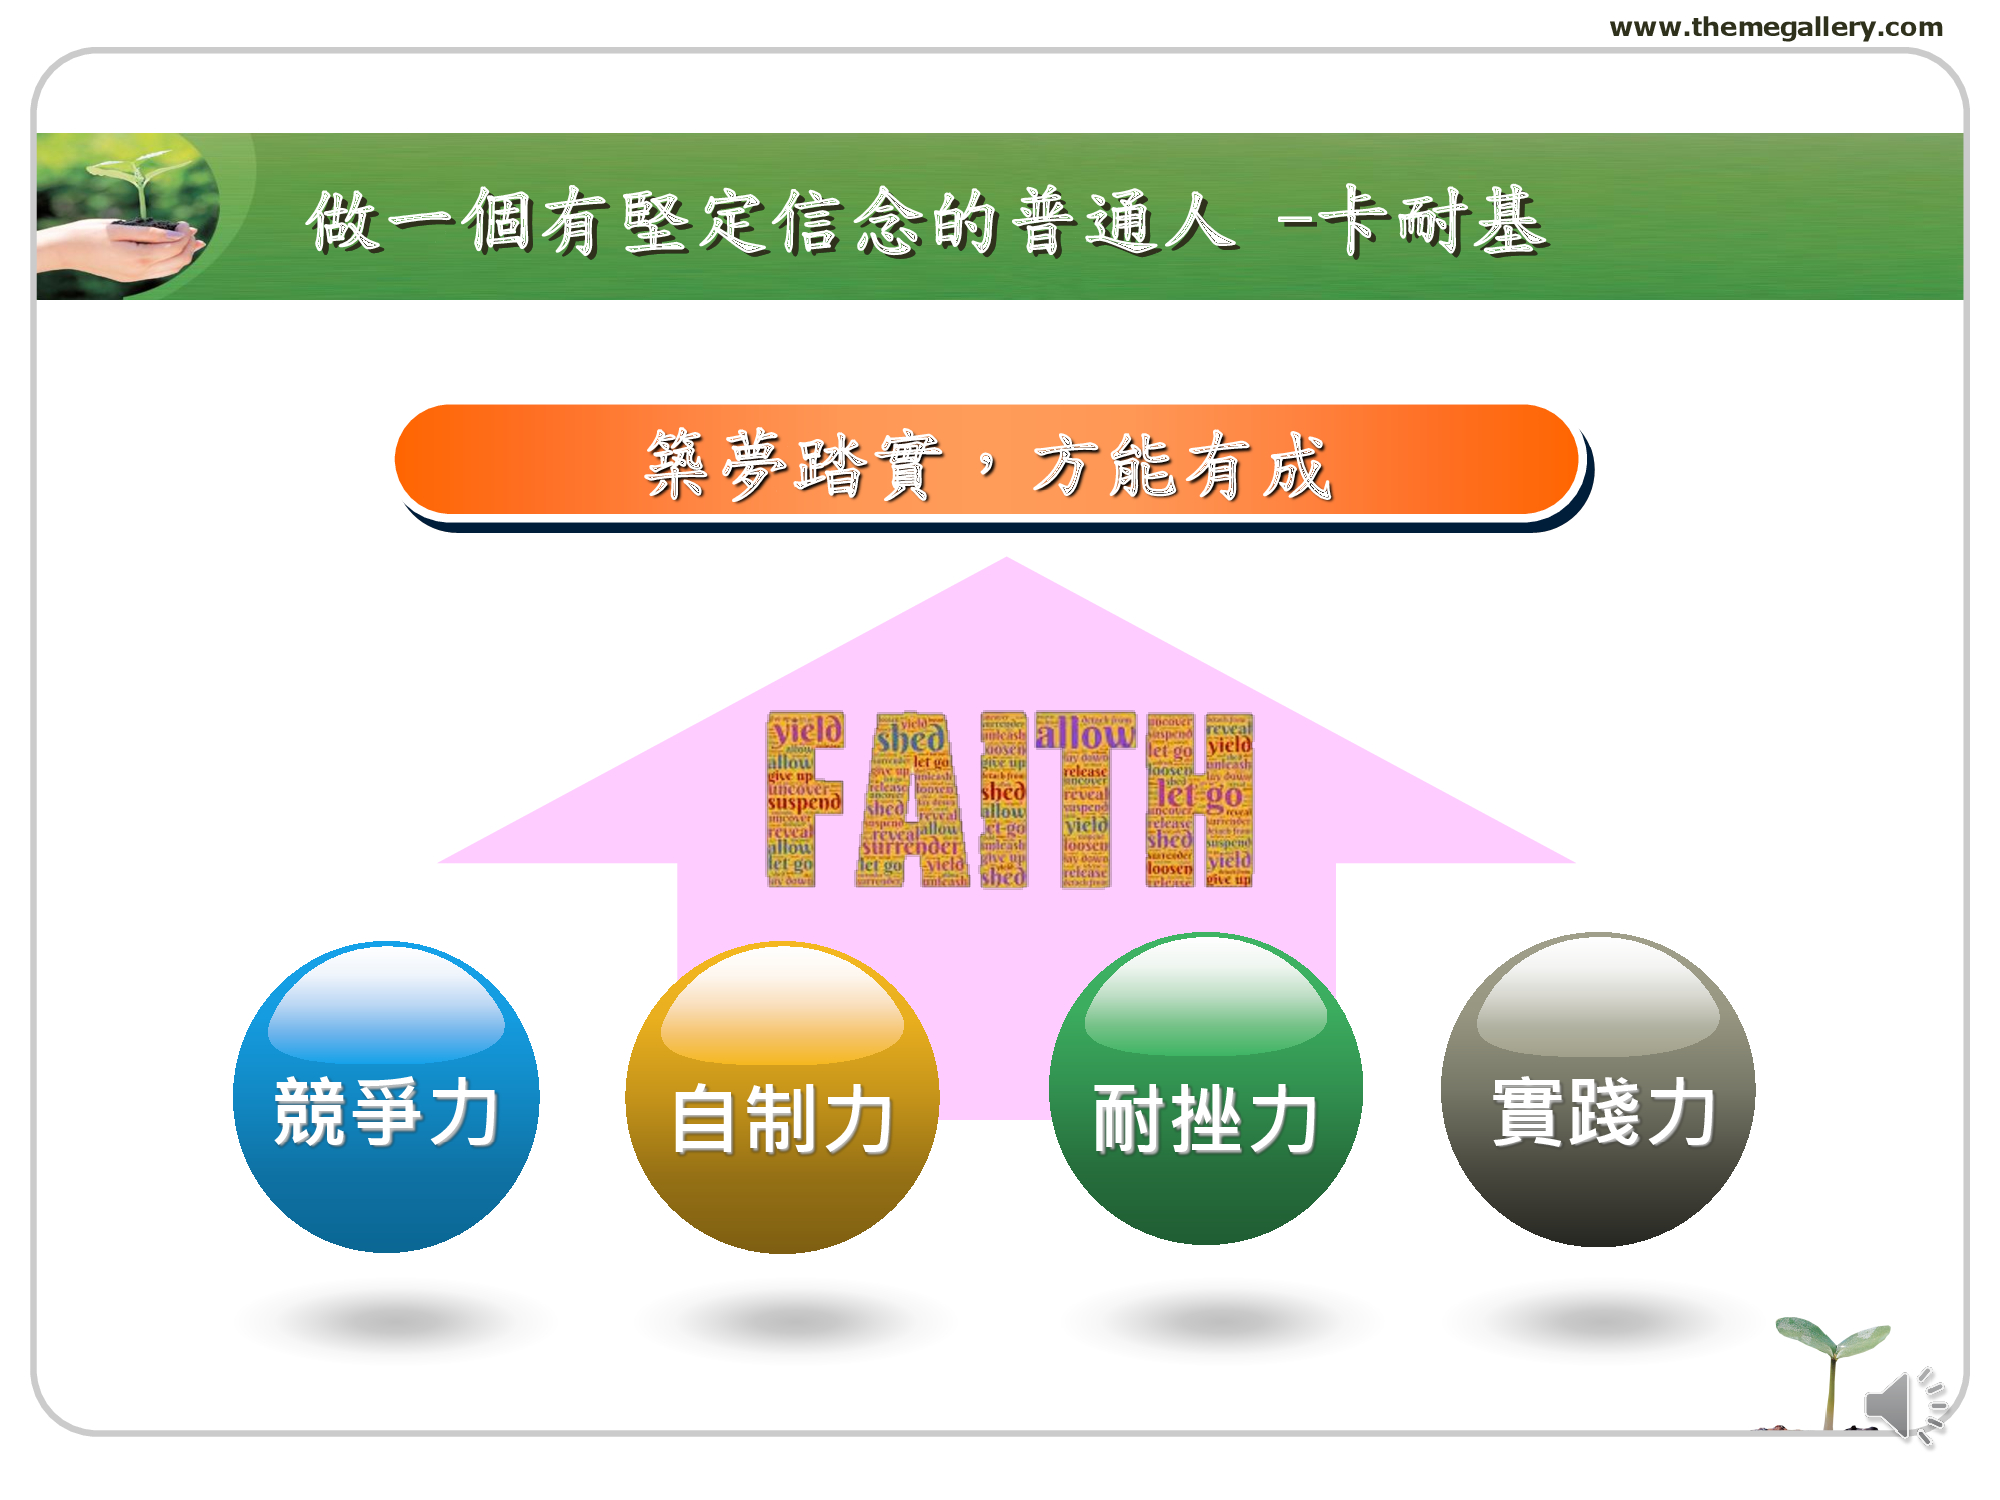 www.themegallery.com
做一個有堅定信念的普通人 –卡耐基
築夢踏實，方能有成
FAITH
競爭力
自制力
耐挫力
實踐力